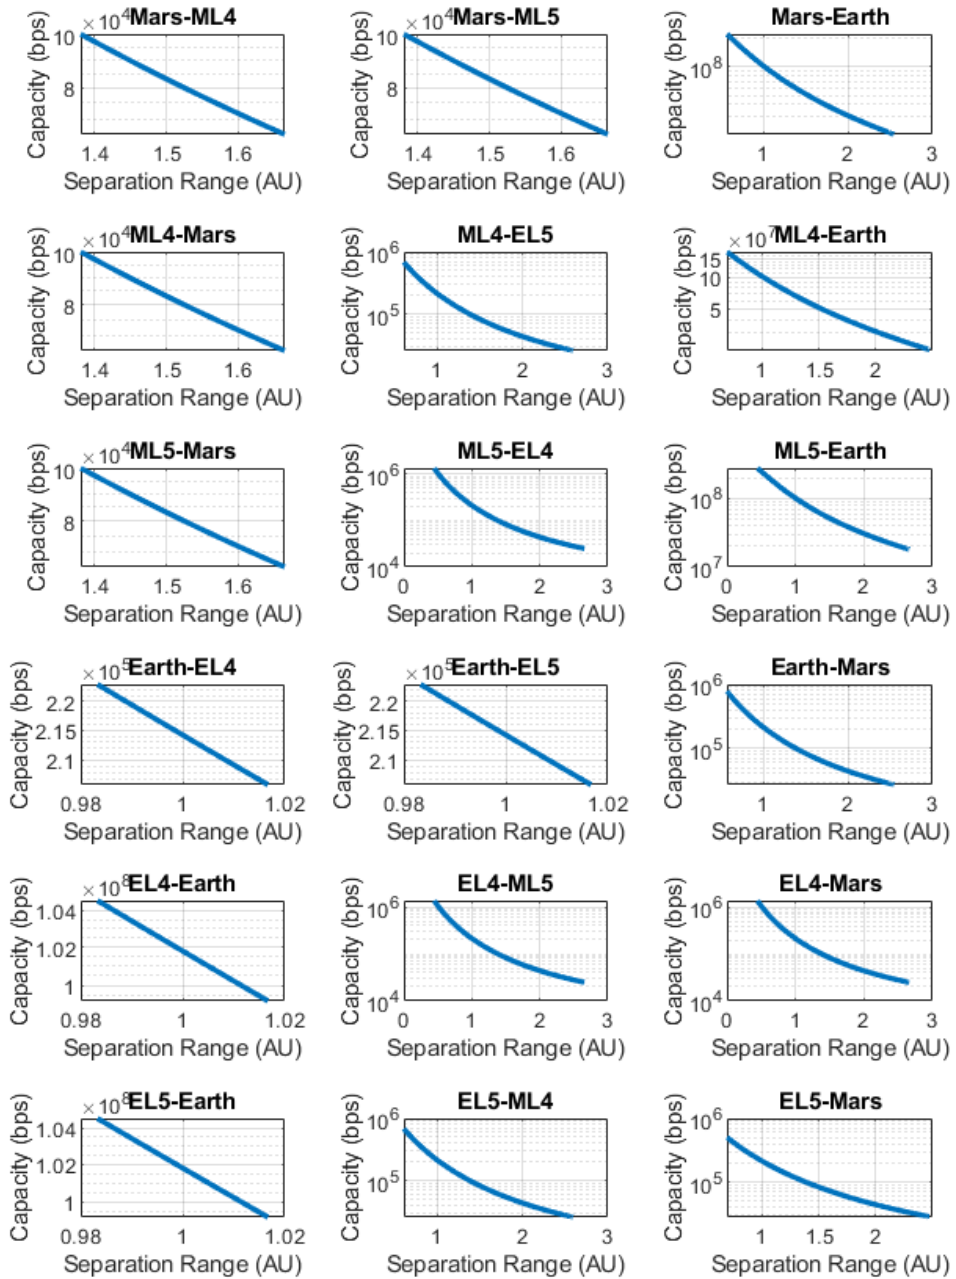 ×10⁴ Mars-ML4
Capacity (bps)
10
8
1.4 1.5 1.6
Separation Range (AU)
×10⁴ Mars-ML5
Capacity (bps)
10
8
1.4 1.5 1.6
Separation Range (AU)
Mars-Earth
Capacity (bps)
10⁸
1 2 3
Separation Range (AU)
×10⁴ ML4-Mars
Capacity (bps)
10
8
1.4 1.5 1.6
Separation Range (AU)
ML4-EL5
Capacity (bps)
10⁶
10⁵
1 2 3
Separation Range (AU)
×10⁷ ML4-Earth
Capacity (bps)
15
10
5
1 1.5 2
Separation Range (AU)
×10⁴ ML5-Mars
Capacity (bps)
10
8
1.4 1.5 1.6
Separation Range (AU)
ML5-EL4
Capacity (bps)
10⁶
10⁴
0 1 2 3
Separation Range (AU)
ML5-Earth
Capacity (bps)
10⁸
10⁷
0 1 2 3
Separation Range (AU)
×10⁵ Earth-EL4
Capacity (bps)
2.2
2.15
2.1
0.98 1 1.02
Separation Range (AU)
×10⁵ Earth-EL5
Capacity (bps)
2.2
2.15
2.1
0.98 1 1.02
Separation Range (AU)
Earth-Mars
Capacity (bps)
10⁶
10⁵
1 2 3
Separation Range (AU)
×10⁸ EL4-Earth
Capacity (bps)
1.04
1.02
1
0.98 1 1.02
Separation Range (AU)
EL4-ML5
Capacity (bps)
10⁶
10⁴
0 1 2 3
Separation Range (AU)
EL4-Mars
Capacity (bps)
10⁶
10⁴
0 1 2 3
Separation Range (AU)
×10⁸ EL5-Earth
Capacity (bps)
1.04
1.02
1
0.98 1 1.02
Separation Range (AU)
EL5-ML4
Capacity (bps)
10⁶
10⁵
1 2 3
Separation Range (AU)
EL5-Mars
Capacity (bps)
10⁶
10⁵
1 1.5 2
Separation Range (AU)